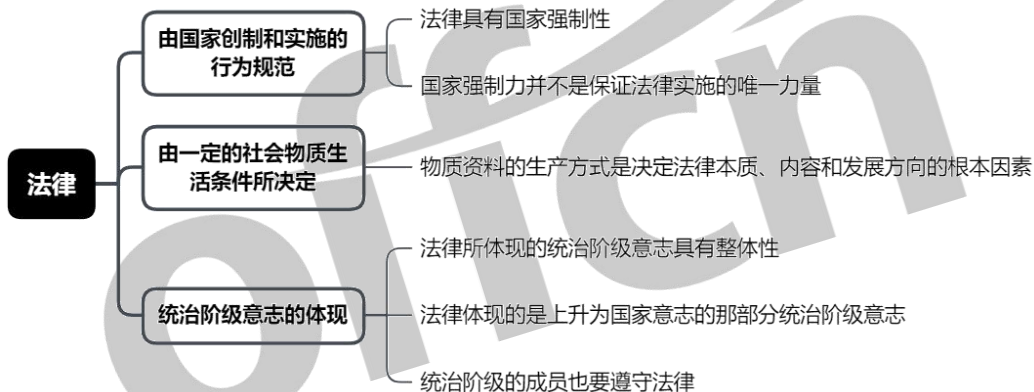 法律
由国家创制和实施的
行为规范
法律具有国家强制性
国家强制力并不是保证法律实施的唯一力量
由一定的社会物质生
活条件所决定
物质资料的生产方式是决定法律本质、内容和发展方向的根本因素
统治阶级意志的体现
法律所体现的统治阶级意志具有整体性
法律体现的是上升为国家意志的那部分统治阶级意志
统治阶级的成员也要遵守法律
offcn